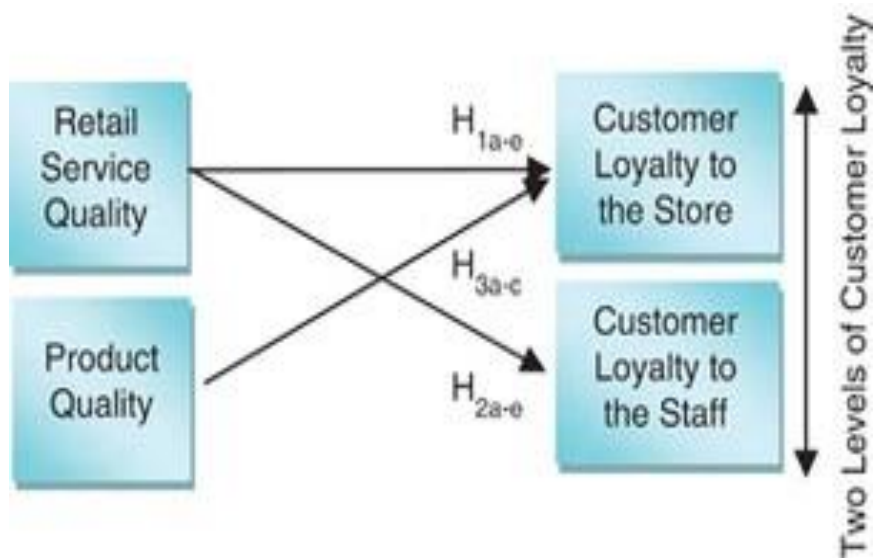 Retail
Service
Quality
Product
Quality
H1a-e
H3a-c
H2a-e
Customer
Loyalty to
the Store
Customer
Loyalty to
the Staff
Two Levels of Customer Loyalty